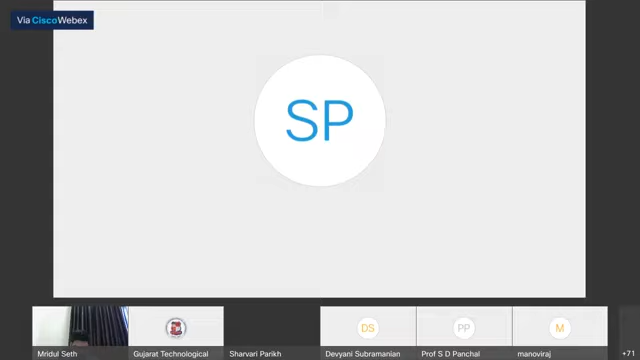 Via Cisco Webex
SP
DS
PP
M
Mridul Seth
Gujarat Technological
Sharvari Parikh
Devyani Subramanian
Prof S D Panchal
manoviraj
+71